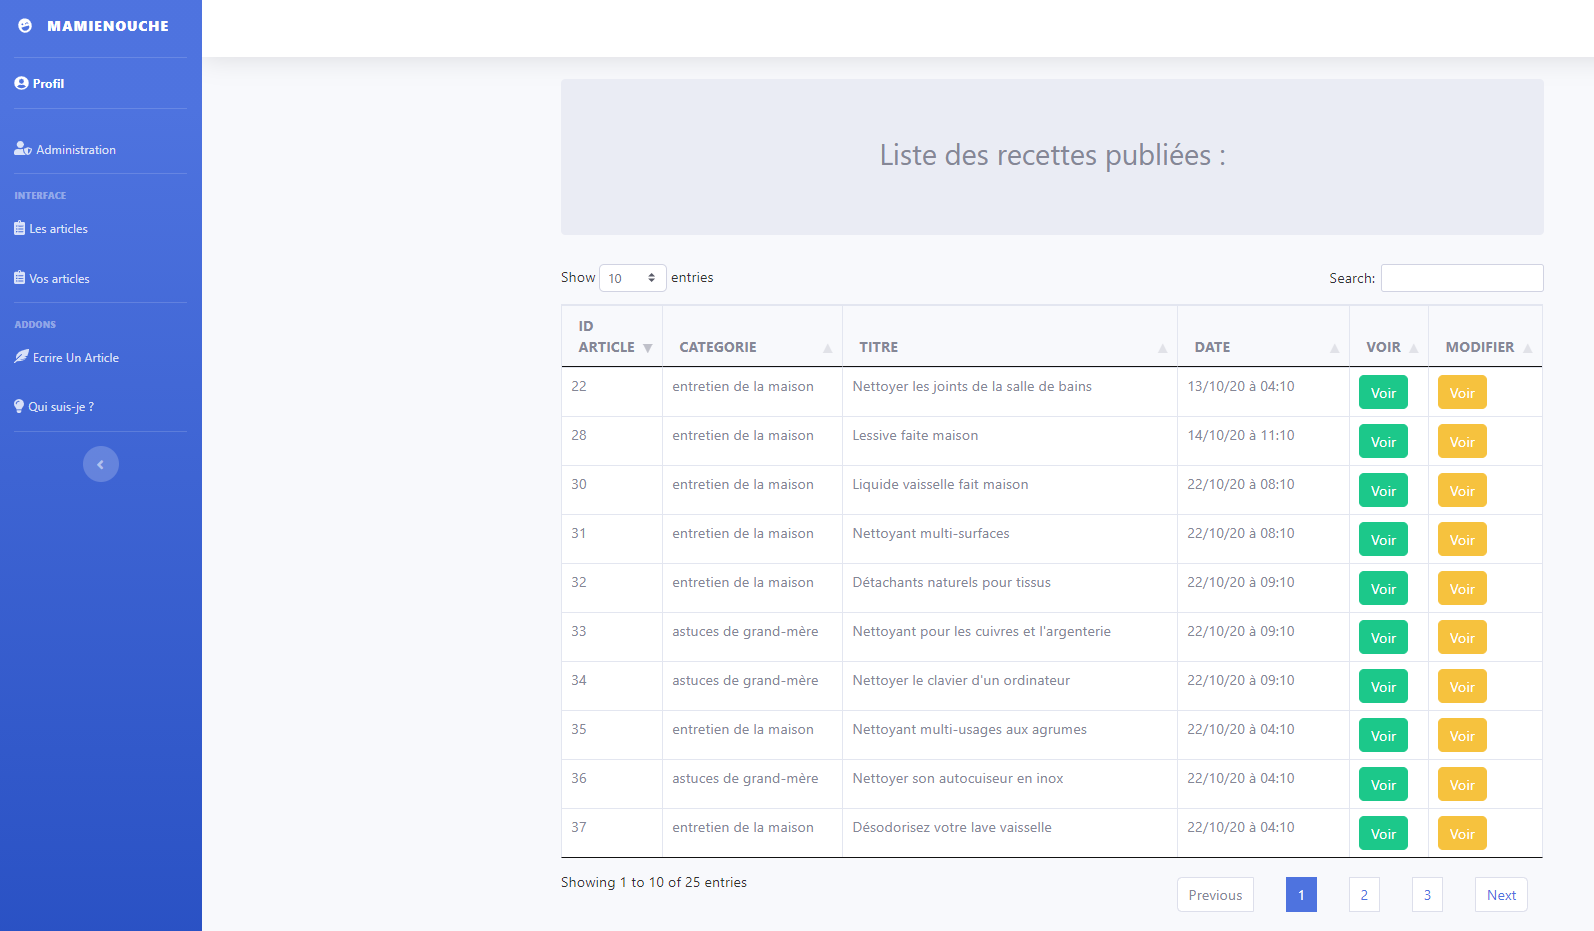 MAMIENOUCHE
Profil
Administration
INTERFACE
Les articles
Vos articles
ADDONS
Ecrire Un Article
Qui suis-je ?
Liste des recettes publiées :
Show 10 entries
Search:
ID ARTICLE CATEGORIE TITRE DATE VOIR MODIFIER
22 entretien de la maison Nettoyer les joints de la salle de bains 13/10/20 à 04:10 Voir Voir
28 entretien de la maison Lessive faite maison 14/10/20 à 11:10 Voir Voir
30 entretien de la maison Liquide vaisselle fait maison 22/10/20 à 08:10 Voir Voir
31 entretien de la maison Nettoyant multi-surfaces 22/10/20 à 08:10 Voir Voir
32 entretien de la maison Détachants naturels pour tissus 22/10/20 à 09:10 Voir Voir
33 astuces de grand-mère Nettoyant pour les cuivres et l'argenterie 22/10/20 à 09:10 Voir Voir
34 astuces de grand-mère Nettoyer le clavier d'un ordinateur 22/10/20 à 09:10 Voir Voir
35 entretien de la maison Nettoyant multi-usages aux agrumes 22/10/20 à 04:10 Voir Voir
36 astuces de grand-mère Nettoyer son autocuiseur en inox 22/10/20 à 04:10 Voir Voir
37 entretien de la maison Désodorisez votre lave vaisselle 22/10/20 à 04:10 Voir Voir
Showing 1 to 10 of 25 entries
Previous 1 2 3 Next